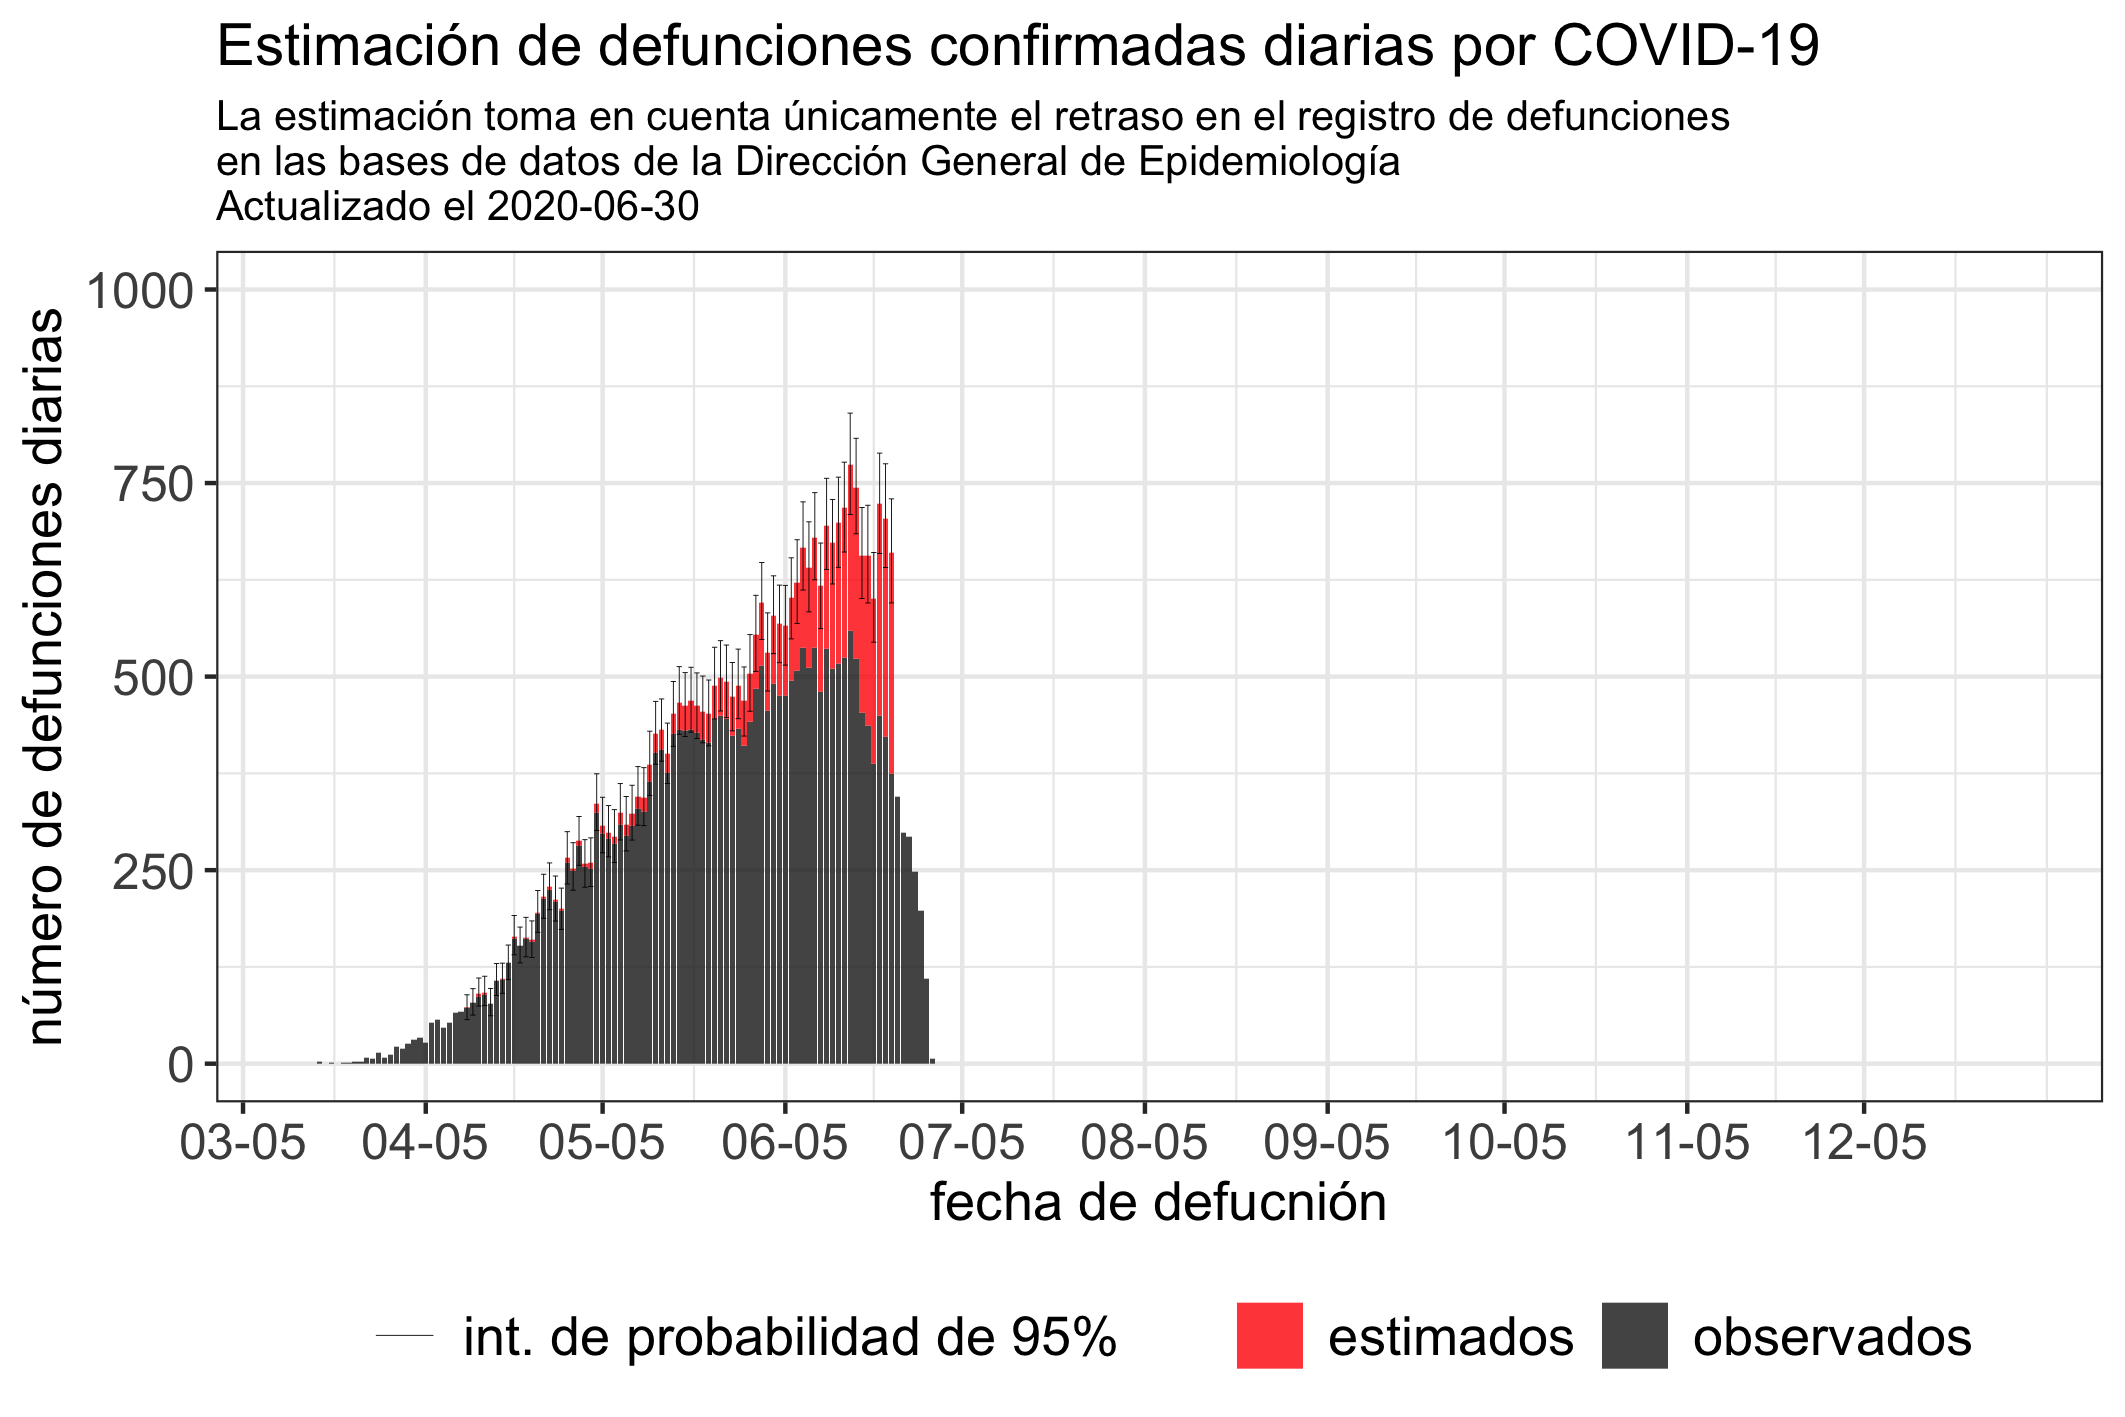 Estimación de defunciones confirmadas diarias por COVID-19
La estimación toma en cuenta únicamente el retraso en el registro de defunciones
en las bases de datos de la Dirección General de Epidemiología
Actualizado el 2020-06-30
número de defunciones diarias
1000
750
500
250
0
03-05 04-05 05-05 06-05 07-05 08-05 09-05 10-05 11-05 12-05
fecha de defucnión
int. de probabilidad de 95% estimados observados